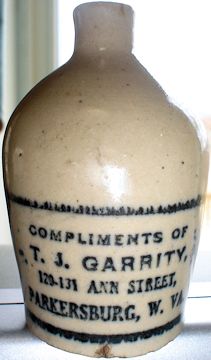 COMPLIMENTS OF
T. J. GARRITY,
129-131 ANN STREET,
PARKERSBURG, W. VA